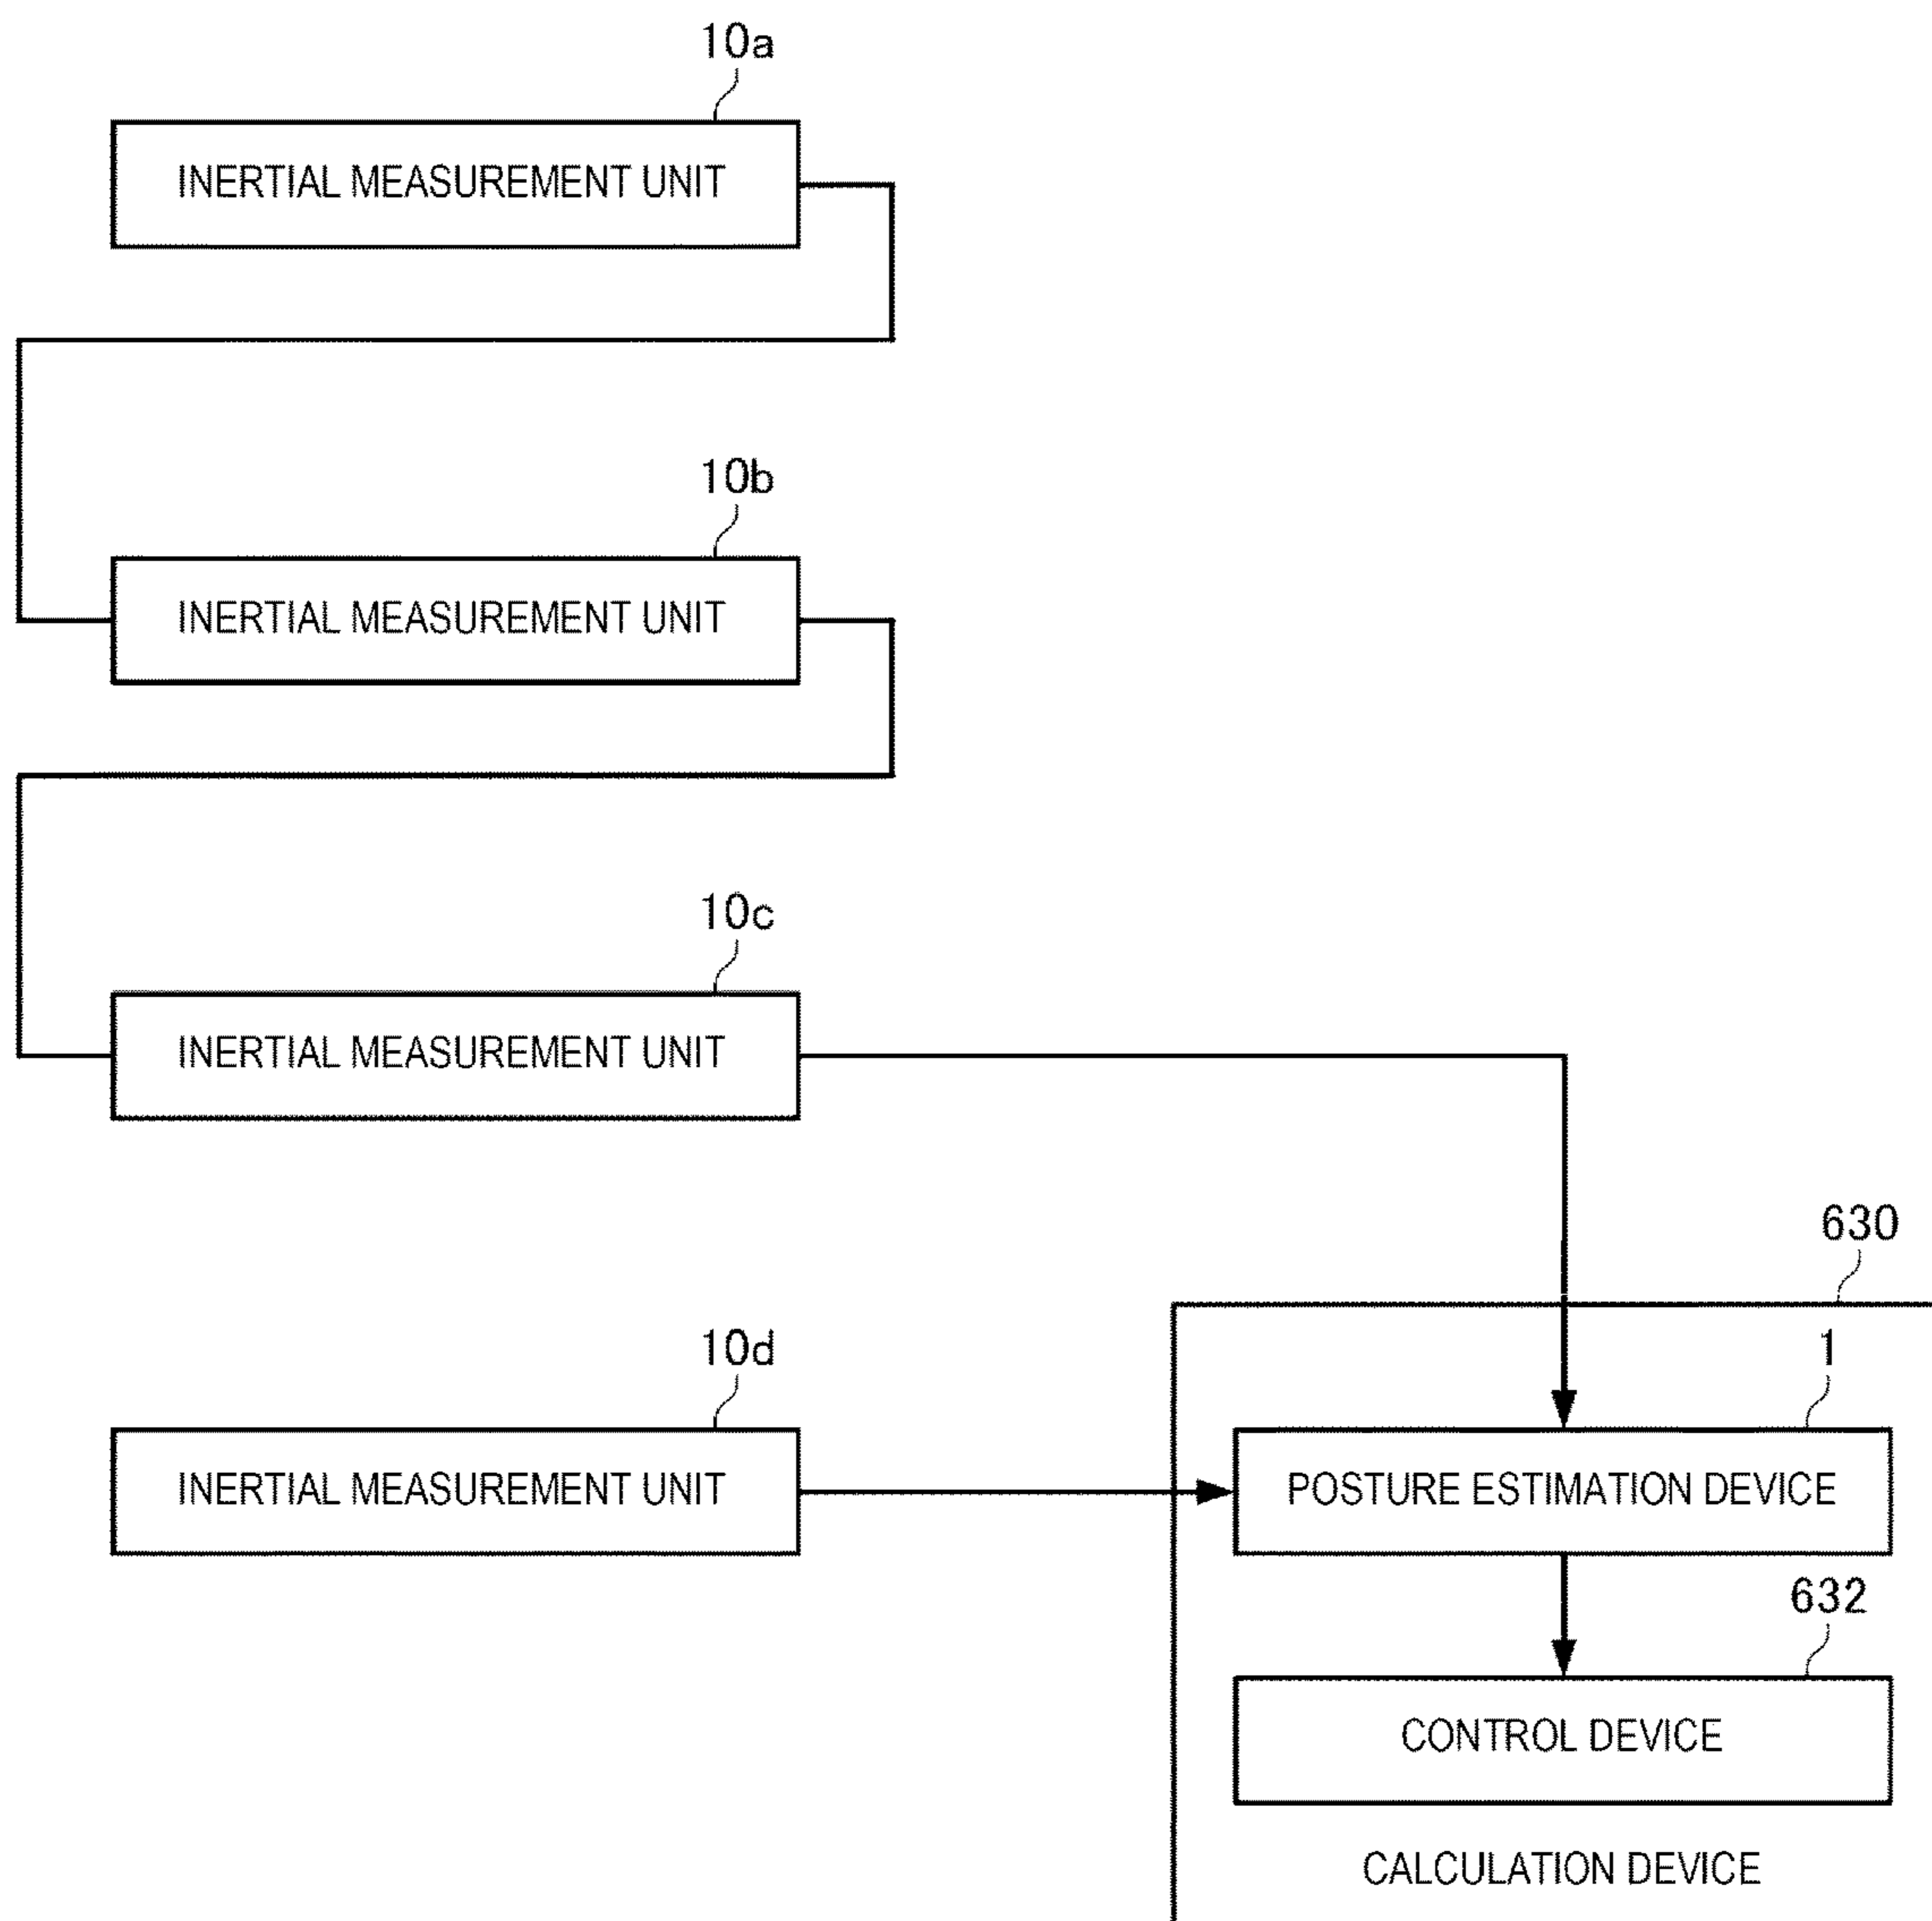 10a
INERTIAL MEASUREMENT UNIT
10b
INERTIAL MEASUREMENT UNIT
10c
INERTIAL MEASUREMENT UNIT
630
10d
1
INERTIAL MEASUREMENT UNIT
POSTURE ESTIMATION DEVICE
632
CONTROL DEVICE
CALCULATION DEVICE